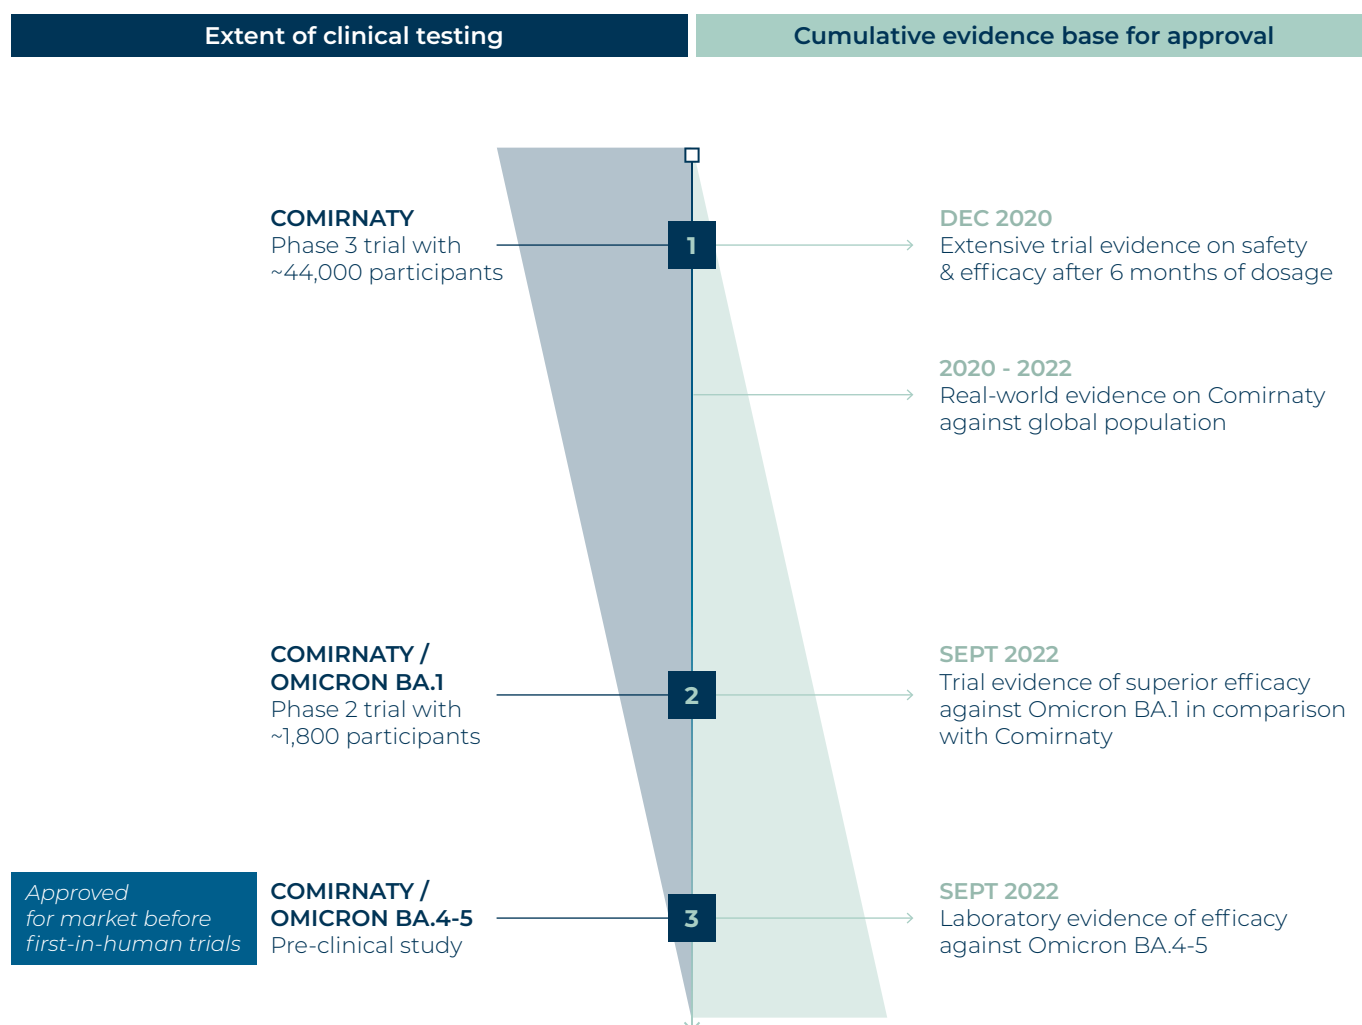 Extent of clinical testing
Cumulative evidence base for approval
COMIRNATY
Phase 3 trial with
~44,000 participants
1
DEC 2020
Extensive trial evidence on safety
& efficacy after 6 months of dosage
2020 - 2022
Real-world evidence on Comirnaty
against global population
COMIRNATY /
OMICRON BA.1
Phase 2 trial with
~1,800 participants
2
SEPT 2022
Trial evidence of superior efficacy
against Omicron BA.1 in comparison
with Comirnaty
Approved
for market before
first-in-human trials
COMIRNATY /
OMICRON BA.4-5
Pre-clinical study
3
SEPT 2022
Laboratory evidence of efficacy
against Omicron BA.4-5